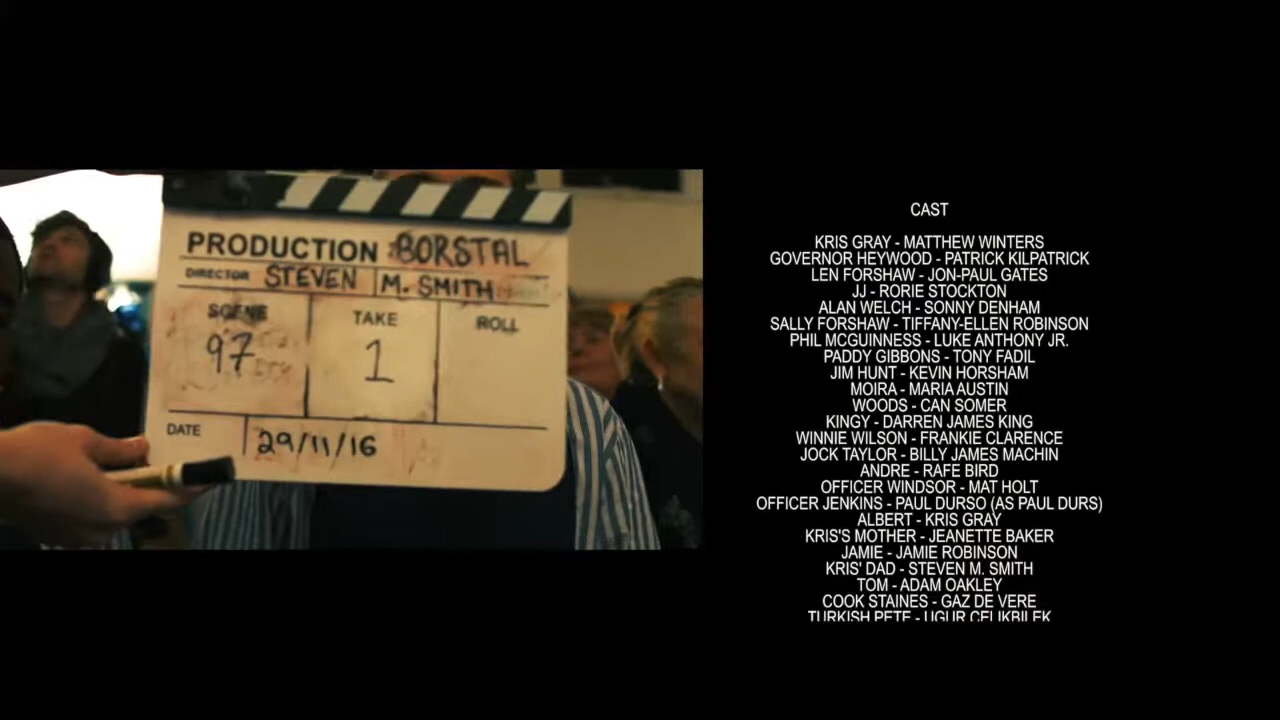 PRODUCTION BORSTAL
DIRECTOR STEVEN M. SMITH
SCENE TAKE ROLL
97 1
DATE 29/11/16
CAST
KRIS GRAY - MATTHEW WINTERS
GOVERNOR HEYWOOD - PATRICK KILPATRICK
LEN FORSHAW - JON-PAUL GATES
JJ - RORIE STOCKTON
ALAN WELCH - SONNY DENHAM
SALLY FORSHAW - TIFFANY-ELLEN ROBINSON
PHIL MCGUINNESS - LUKE ANTHONY JR.
PADDY GIBBONS - TONY FADIL
JIM HUNT - KEVIN HORSHAM
MOIRA - MARIA AUSTIN
WOODS - CAN SOMER
KINGY - DARREN JAMES KING
WINNIE WILSON - FRANKIE CLARENCE
JOCK TAYLOR - BILLY JAMES MACHIN
ANDRE - RAFE BIRD
OFFICER WINDSOR - MAT HOLT
OFFICER JENKINS - PAUL DURSO (AS PAUL DURS)
ALBERT - KRIS GRAY
KRIS'S MOTHER - JEANETTE BAKER
JAMIE - JAMIE ROBINSON
KRIS' DAD - STEVEN M. SMITH
TOM - ADAM OAKLEY
COOK STAINES - GAZ DE VERE
TURKISH PETE - UGUR CELIKBILEK